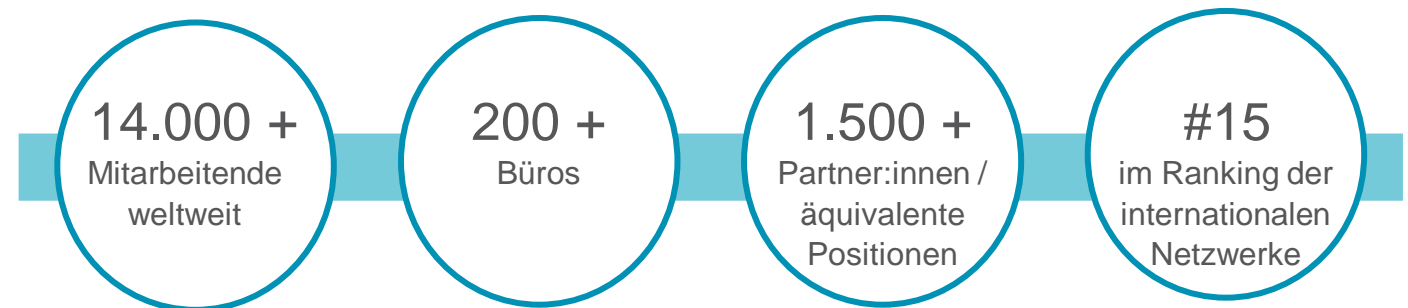 14.000 +
Mitarbeitende
weltweit
200 +
Büros
1.500 +
Partner:innen /
äquivalente
Positionen
#15
im Ranking der
internationalen
Netzwerke